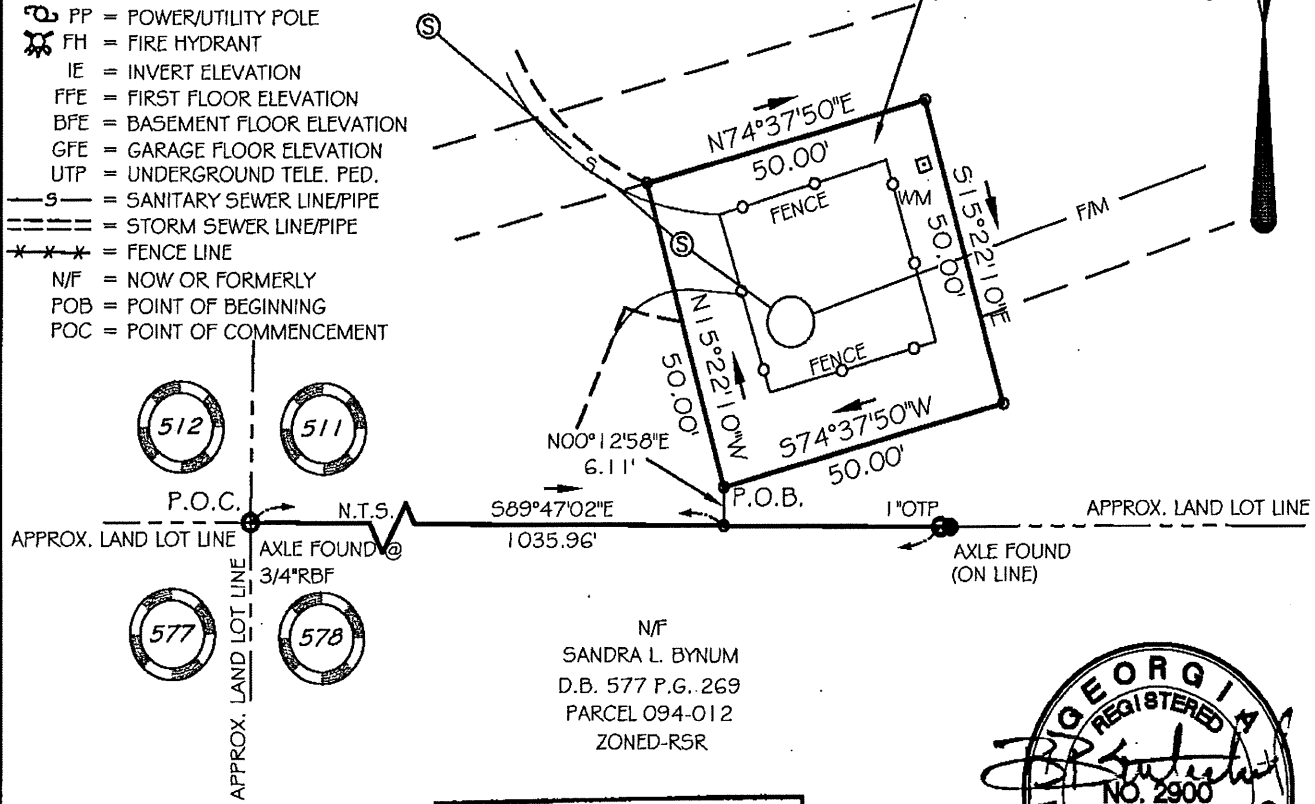 PP = POWER/UTILITY POLE
FH = FIRE HYDRANT
IE = INVERT ELEVATION
FFE = FIRST FLOOR ELEVATION
BFE = BASEMENT FLOOR ELEVATION
GFE = GARAGE FLOOR ELEVATION
UTP = UNDERGROUND TELE. PED.
S = SANITARY SEWER LINE/PIPE
= STORM SEWER LINE/PIPE
X X X = FENCE LINE
N/F = NOW OR FORMERLY
POB = POINT OF BEGINNING
POC = POINT OF COMMENCEMENT
S
S
S
N74°37'50"E
50.00'
S15°22'10"E
50.00'
FENCE
WM
F/M
N15°22'10"W
50.00'
FENCE
S74°37'50"W
50.00'
N00°12'58"E
6.11'
P.O.B.
512
511
P.O.C.
N.T.S.
S89°47'02"E
1035.96'
1"OTP
APPROX. LAND LOT LINE
APPROX. LAND LOT LINE
AXLE FOUND @
3/4"RBF
AXLE FOUND
(ON LINE)
577
578
APPROX. LAND LOT LINE
N/F
SANDRA L. BYNUM
D.B. 577 P.G. 269
PARCEL 094-012
ZONED-RSR
GEORGIA
REGISTERED
NO. 2900